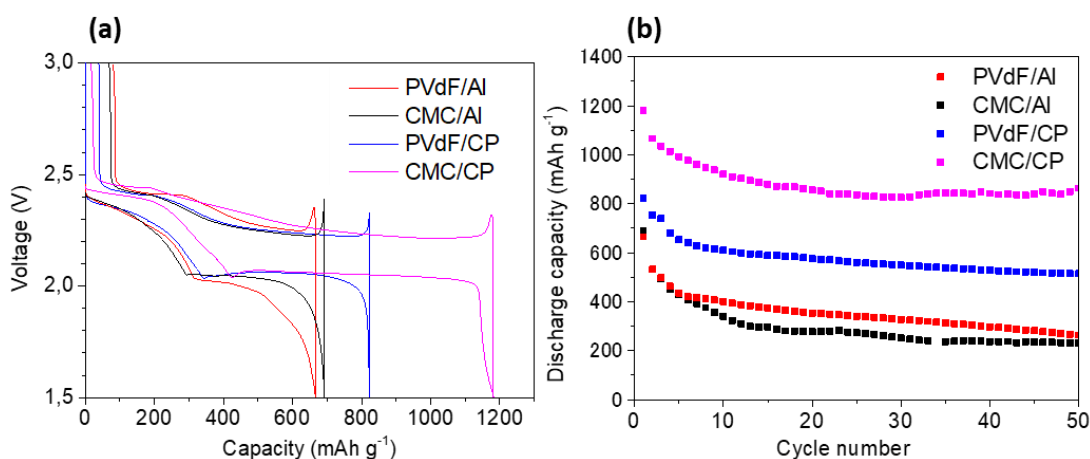 (a)
3,0
2,5
2,0
1,5
Voltage (V)
0
200
400
600
800
1000
1200
Capacity (mAh g⁻¹)
PVdF/Al
CMC/Al
PVdF/CP
CMC/CP
(b)
1400
1200
1000
800
600
400
200
0
Discharge capacity (mAh g⁻¹)
0
10
20
30
40
50
Cycle number
PVdF/Al
CMC/Al
PVdF/CP
CMC/CP